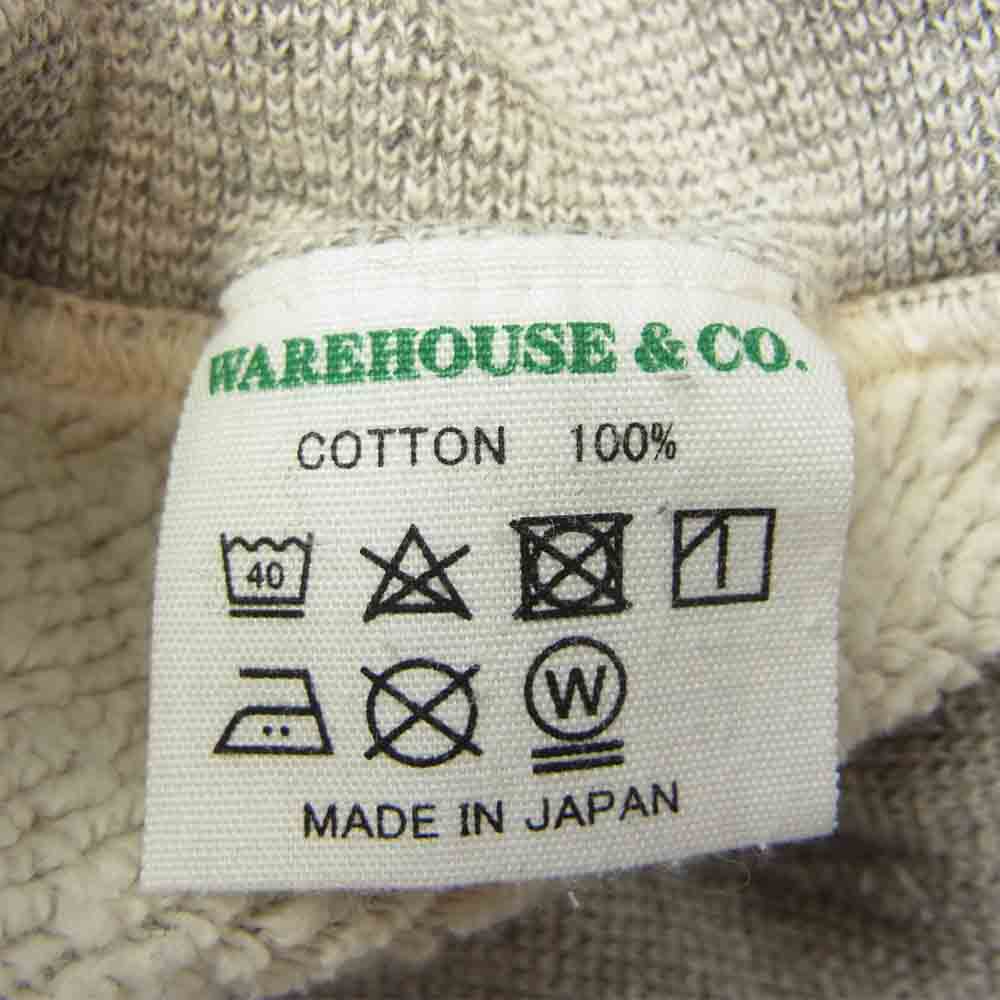 WAREHOUSE & CO.
COTTON 100%
40
W
MADE IN JAPAN